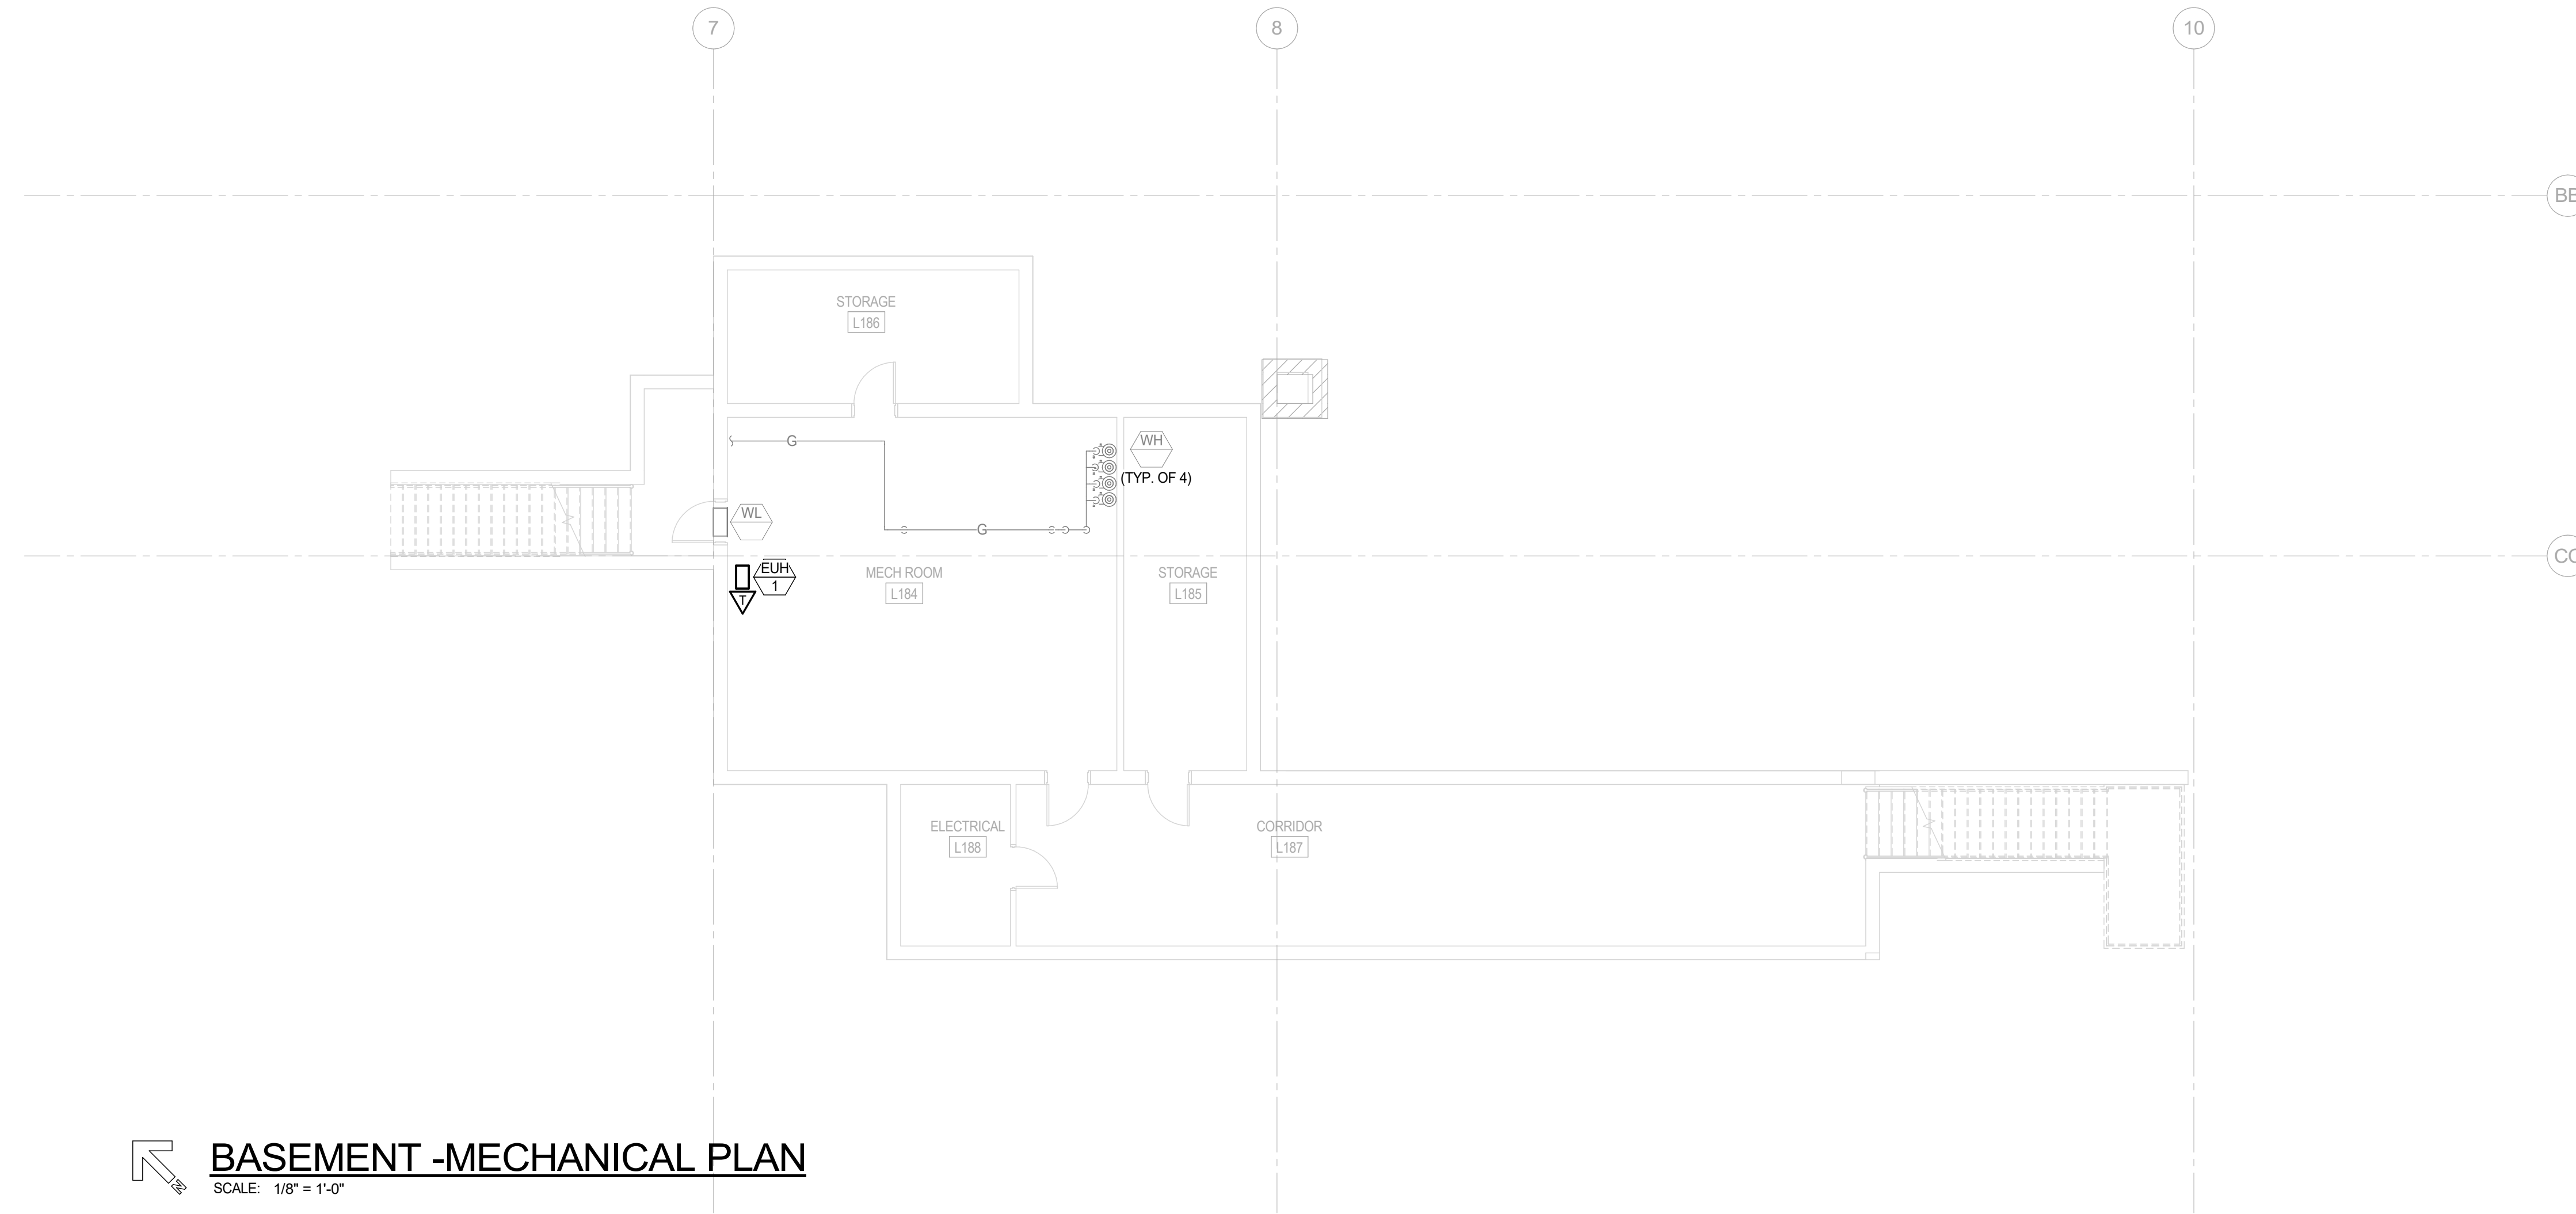 7
8
10
BE
STORAGE
L186
G
WH
(TYP. OF 4)
WL
G
CC
EUH
1
T
MECH ROOM
L184
STORAGE
L185
ELECTRICAL
L188
CORRIDOR
L187
BASEMENT -MECHANICAL PLAN
N
SCALE: 1/8" = 1'-0"